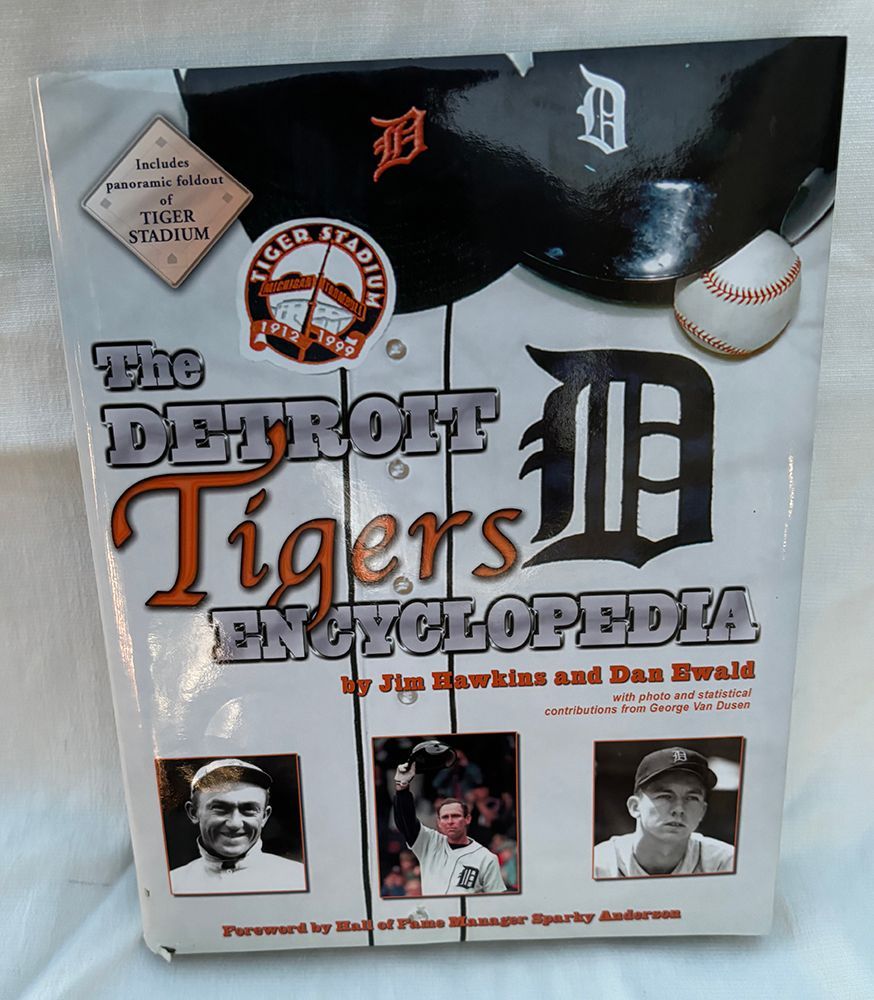 Includes
panoramic foldout
of
TIGER
STADIUM
D
D
TIGER STADIUM
MICHIGAN & TRUMBULL
1912 1999
The
DETROIT
Tigers
D
ENCYCLOPEDIA
by Jim Hawkins and Dan Ewald
with photo and statistical
contributions from George Van Dusen
D
D
Foreword by Hall of Fame Manager Sparky Anderson